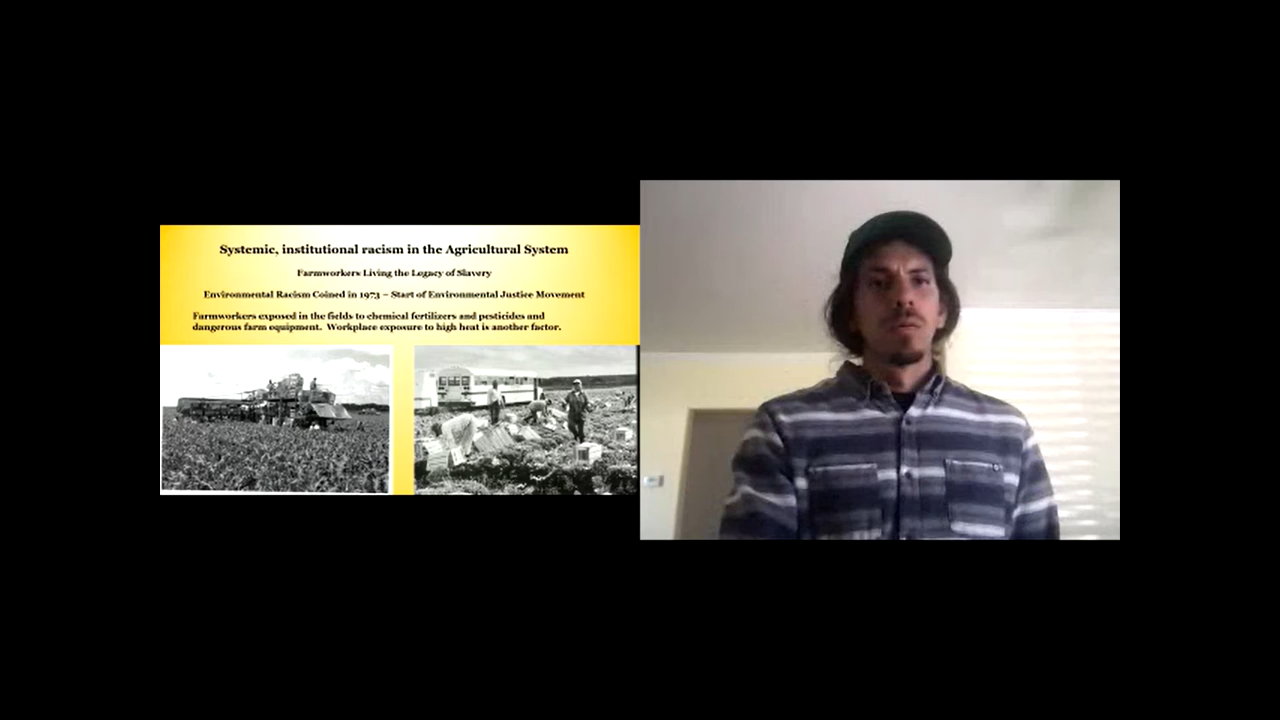 Systemic, institutional racism in the Agricultural System
Farmworkers Living the Legacy of Slavery
Environmental Racism Coined in 1973 – Start of Environmental Justice Movement
Farmworkers exposed in the fields to chemical fertilizers and pesticides and
dangerous farm equipment. Workplace exposure to high heat is another factor.